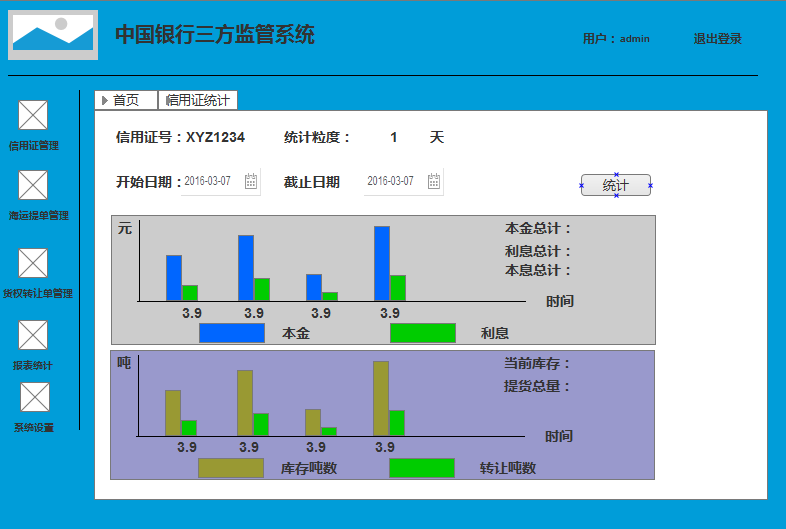 中国银行三方监管系统
用户：admin
退出登录
首页
信用证统计
信用证管理
海运提单管理
货权转让单管理
报表统计
系统设置
信用证号：XYZ1234 统计粒度： 1 天
开始日期： 2016-03-07 截止日期 2016-03-07 统计
元
本金总计：
利息总计：
本息总计：
时间
3.9 3.9 3.9 3.9
本金 利息
吨
当前库存：
提货总量：
时间
3.9 3.9 3.9 3.9
库存吨数 转让吨数